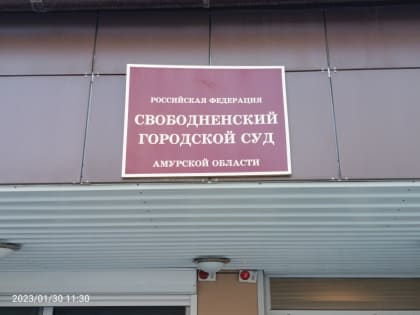 РОССИЙСКАЯ ФЕДЕРАЦИЯ
СВОБОДНЕНСКИЙ
ГОРОДСКОЙ СУД
АМУРСКОЙ ОБЛАСТИ
2023/01/30 11:30